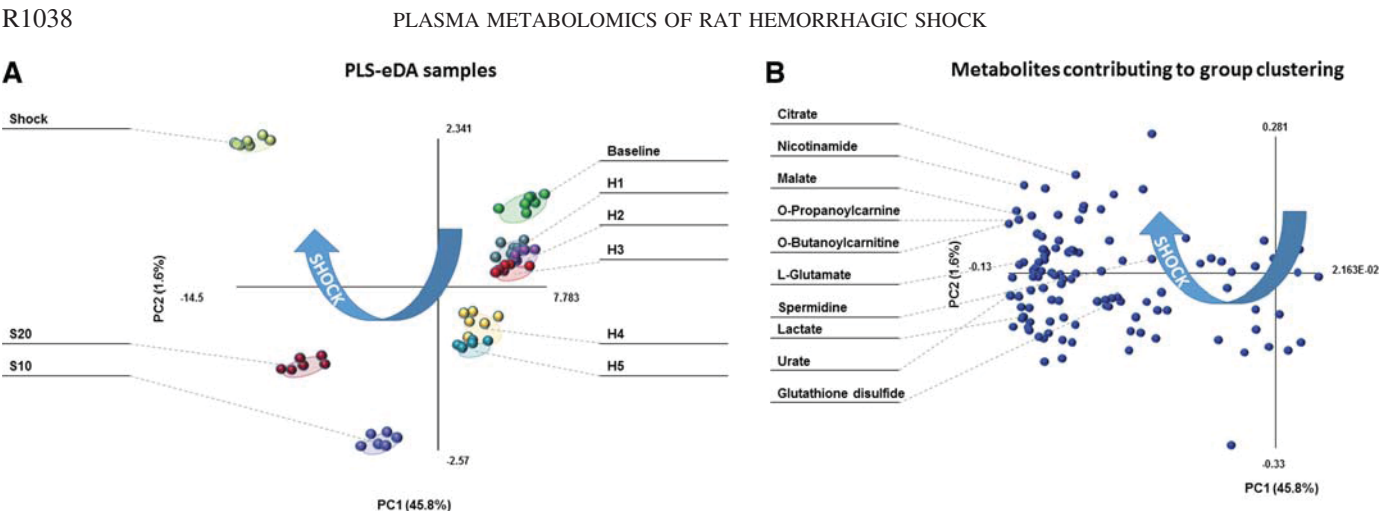 R1038
PLASMA METABOLOMICS OF RAT HEMORRHAGIC SHOCK
A
PLS-eDA samples
Shock
2.341
Baseline
H1
H2
H3
SHOCK
PC2 (1.6%)
-14.5
7.783
S20
S10
H4
H5
-2.57
PC1 (45.8%)
B
Metabolites contributing to group clustering
Citrate
Nicotinamide
Malate
O-Propanoylcarnine
O-Butanoylcarnitine
L-Glutamate
Spermidine
Lactate
Urate
Glutathione disulfide
0.281
SHOCK
PC2 (1.6%)
-0.13
2.163E-02
-0.33
PC1 (45.8%)